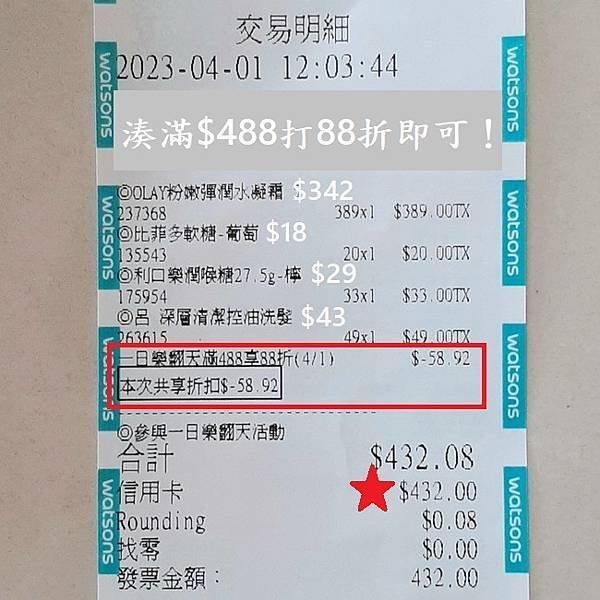 交易明細
2023-04-01 12:03:44
湊滿$488打88折即可！
◎OLAY粉嫩彈潤水凝霜 $342
237368 389x1 $389.00TX
◎比菲多軟糖-葡萄 $18
135543 20x1 $20.00TX
◎利口樂潤喉糖27.5g-檸 $29
175954 33x1 $33.00TX
◎呂 深層清潔控油洗髮 $43
263615 49x1 $49.00TX
一日樂翻天滿488享88折(4/1) $-58.92
本次共享折扣$-58.92
◎參與一日樂翻天活動
合計 $432.08
信用卡 $432.00
Rounding $0.08
找零 $0.00
發票金額： 432.00
watsons
watsons
watsons
watsons
watsons
watsons
watsons
watsons